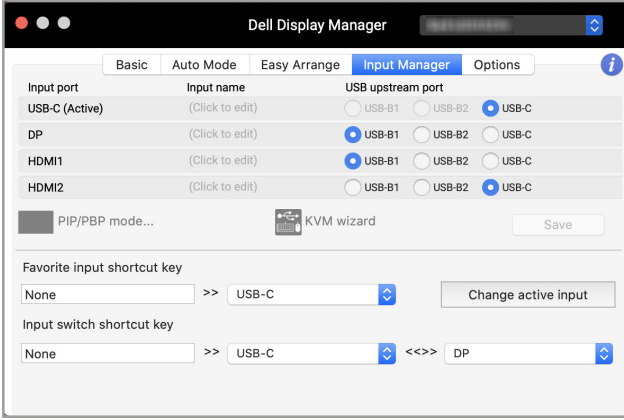 Dell Display Manager
Basic Auto Mode Easy Arrange Input Manager Options i
Input port Input name USB upstream port
USB-C (Active) (Click to edit) USB-B1 USB-B2 USB-C
DP (Click to edit) USB-B1 USB-B2 USB-C
HDMI1 (Click to edit) USB-B1 USB-B2 USB-C
HDMI2 (Click to edit) USB-B1 USB-B2 USB-C
PIP/PBP mode... KVM wizard Save
Favorite input shortcut key
None >> USB-C Change active input
Input switch shortcut key
None >> USB-C <<>> DP